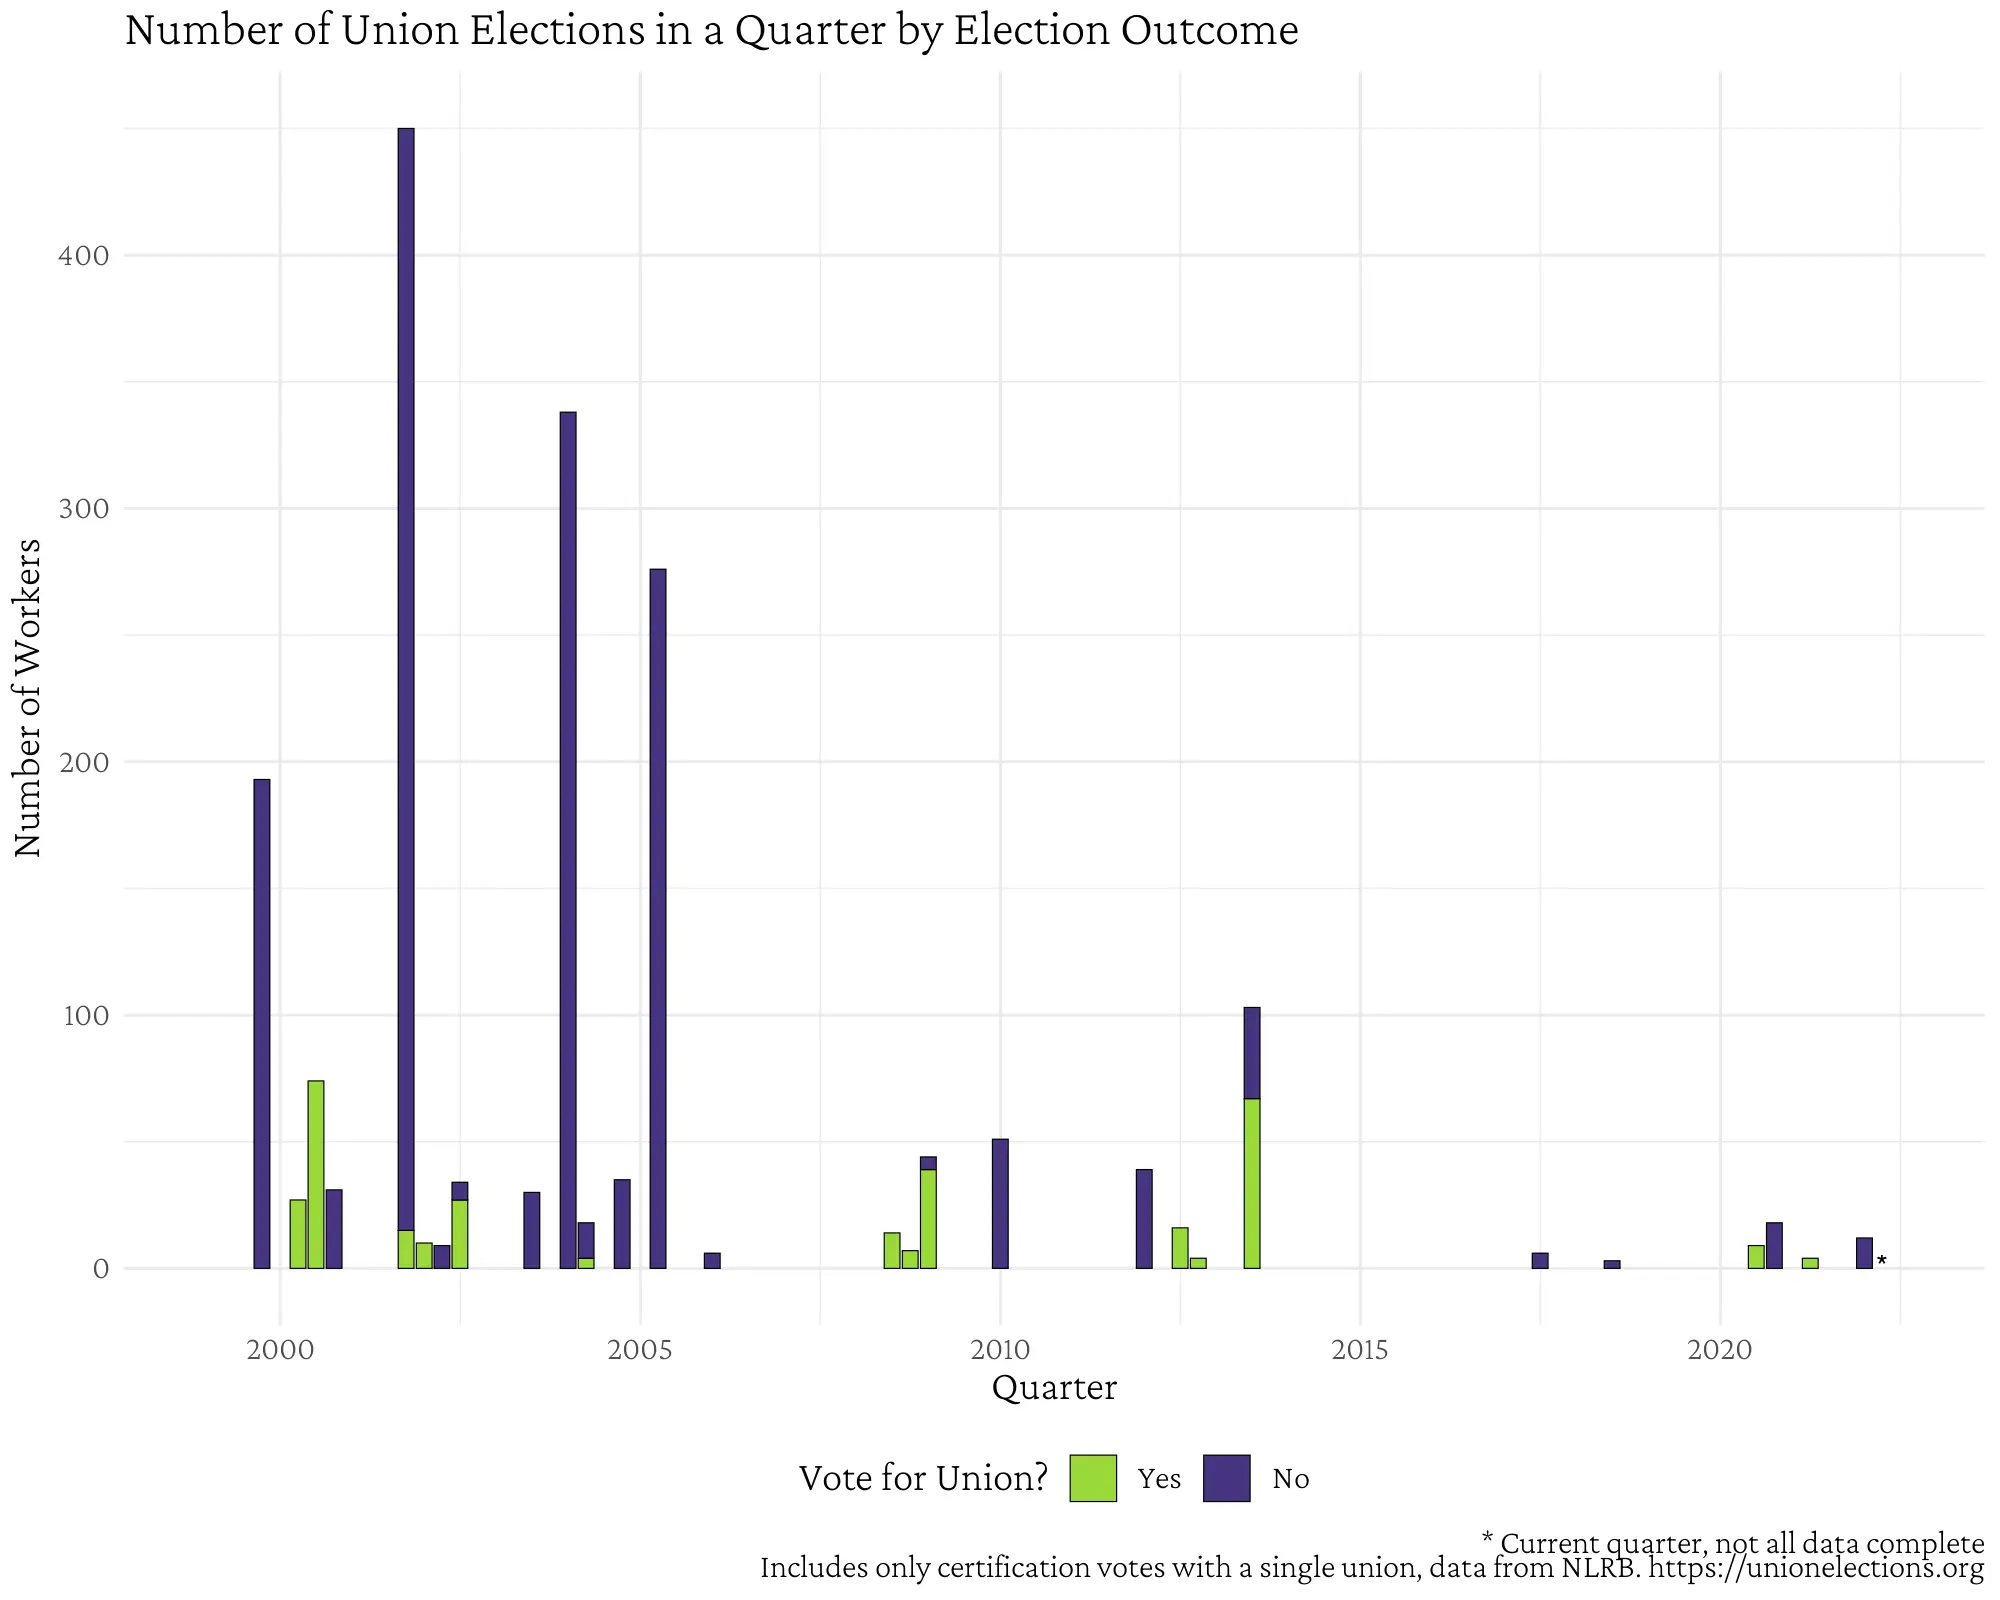 Number of Union Elections in a Quarter by Election Outcome
Number of Workers
400
300
200
100
0
*
2000 2005 2010 2015 2020
Quarter
Vote for Union? Yes No
* Current quarter, not all data complete
Includes only certification votes with a single union, data from NLRB. https://unionelections.org